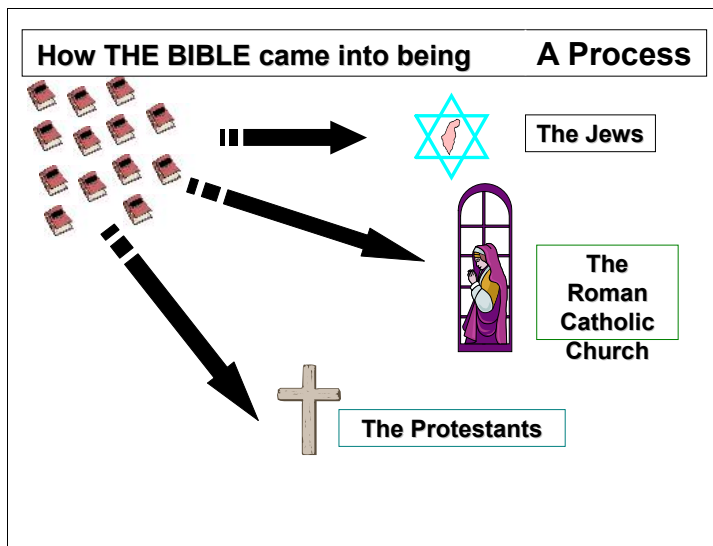 How THE BIBLE came into being
A Process
The Jews
The
Roman
Catholic
Church
The Protestants